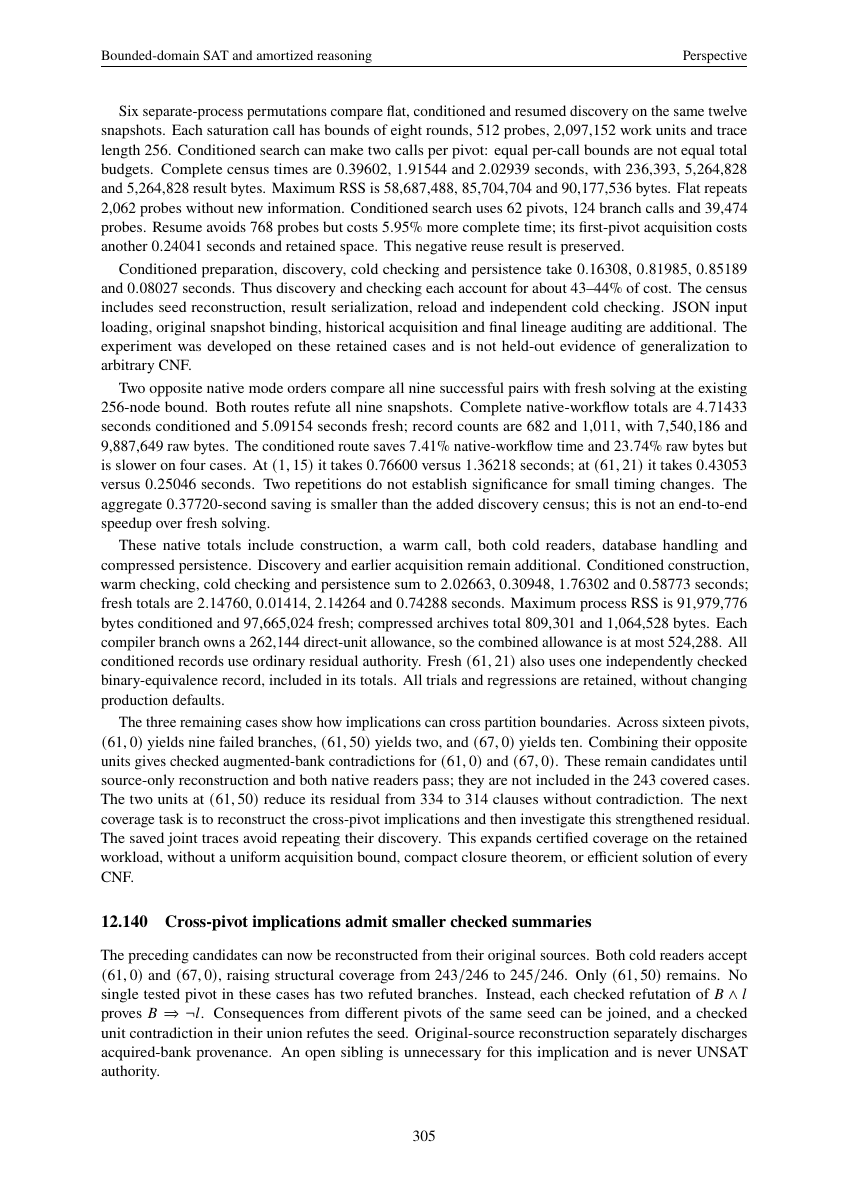 Bounded-domain SAT and amortized reasoning Perspective
Six separate-process permutations compare flat, conditioned and resumed discovery on the same twelve
snapshots. Each saturation call has bounds of eight rounds, 512 probes, 2,097,152 work units and trace
length 256. Conditioned search can make two calls per pivot: equal per-call bounds are not equal total
budgets. Complete census times are 0.39602, 1.91544 and 2.02939 seconds, with 236,393, 5,264,828
and 5,264,828 result bytes. Maximum RSS is 58,687,488, 85,704,704 and 90,177,536 bytes. Flat repeats
2,062 probes without new information. Conditioned search uses 62 pivots, 124 branch calls and 39,474
probes. Resume avoids 768 probes but costs 5.95% more complete time; its first-pivot acquisition costs
another 0.24041 seconds and retained space. This negative reuse result is preserved.
Conditioned preparation, discovery, cold checking and persistence take 0.16308, 0.81985, 0.85189
and 0.08027 seconds. Thus discovery and checking each account for about 43–44% of cost. The census
includes seed reconstruction, result serialization, reload and independent cold checking. JSON input
loading, original snapshot binding, historical acquisition and final lineage auditing are additional. The
experiment was developed on these retained cases and is not held-out evidence of generalization to
arbitrary CNF.
Two opposite native mode orders compare all nine successful pairs with fresh solving at the existing
256-node bound. Both routes refute all nine snapshots. Complete native-workflow totals are 4.71433
seconds conditioned and 5.09154 seconds fresh; record counts are 682 and 1,011, with 7,540,186 and
9,887,649 raw bytes. The conditioned route saves 7.41% native-workflow time and 23.74% raw bytes but
is slower on four cases. At (1, 15) it takes 0.76600 versus 1.36218 seconds; at (61, 21) it takes 0.43053
versus 0.25046 seconds. Two repetitions do not establish significance for small timing changes. The
aggregate 0.37720-second saving is smaller than the added discovery census; this is not an end-to-end
speedup over fresh solving.
These native totals include construction, a warm call, both cold readers, database handling and
compressed persistence. Discovery and earlier acquisition remain additional. Conditioned construction,
warm checking, cold checking and persistence sum to 2.02663, 0.30948, 1.76302 and 0.58773 seconds;
fresh totals are 2.14760, 0.01414, 2.14264 and 0.74288 seconds. Maximum process RSS is 91,979,776
bytes conditioned and 97,665,024 fresh; compressed archives total 809,301 and 1,064,528 bytes. Each
compiler branch owns a 262,144 direct-unit allowance, so the combined allowance is at most 524,288. All
conditioned records use ordinary residual authority. Fresh (61, 21) also uses one independently checked
binary-equivalence record, included in its totals. All trials and regressions are retained, without changing
production defaults.
The three remaining cases show how implications can cross partition boundaries. Across sixteen pivots,
(61, 0) yields nine failed branches, (61, 50) yields two, and (67, 0) yields ten. Combining their opposite
units gives checked augmented-bank contradictions for (61, 0) and (67, 0). These remain candidates until
source-only reconstruction and both native readers pass; they are not included in the 243 covered cases.
The two units at (61, 50) reduce its residual from 334 to 314 clauses without contradiction. The next
coverage task is to reconstruct the cross-pivot implications and then investigate this strengthened residual.
The saved joint traces avoid repeating their discovery. This expands certified coverage on the retained
workload, without a uniform acquisition bound, compact closure theorem, or efficient solution of every
CNF.
12.140 Cross-pivot implications admit smaller checked summaries
The preceding candidates can now be reconstructed from their original sources. Both cold readers accept
(61, 0) and (67, 0), raising structural coverage from 243/246 to 245/246. Only (61, 50) remains. No
single tested pivot in these cases has two refuted branches. Instead, each checked refutation of B ∧ l
proves B ⇒ ¬l. Consequences from different pivots of the same seed can be joined, and a checked
unit contradiction in their union refutes the seed. Original-source reconstruction separately discharges
acquired-bank provenance. An open sibling is unnecessary for this implication and is never UNSAT
authority.
305